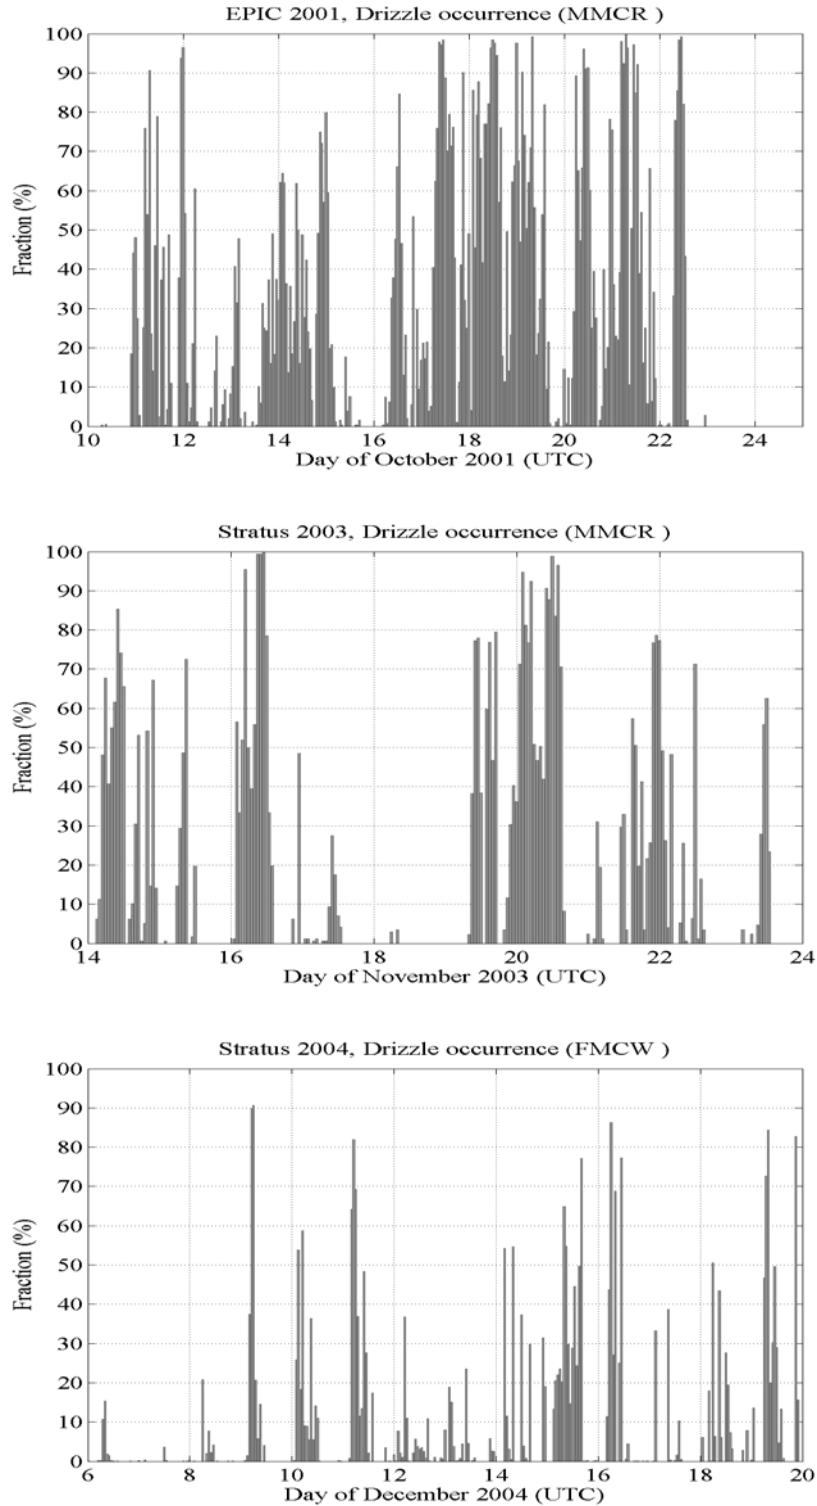 EPIC 2001, Drizzle occurrence (MMCR )
100
90
80
70
60
50
40
30
20
10
0
Fraction (%)
10 12 14 16 18 20 22 24
Day of October 2001 (UTC)
Stratus 2003, Drizzle occurrence (MMCR )
100
90
80
70
60
50
40
30
20
10
0
Fraction (%)
14 16 18 20 22 24
Day of November 2003 (UTC)
Stratus 2004, Drizzle occurrence (FMCW )
100
90
80
70
60
50
40
30
20
10
0
Fraction (%)
6 8 10 12 14 16 18 20
Day of December 2004 (UTC)